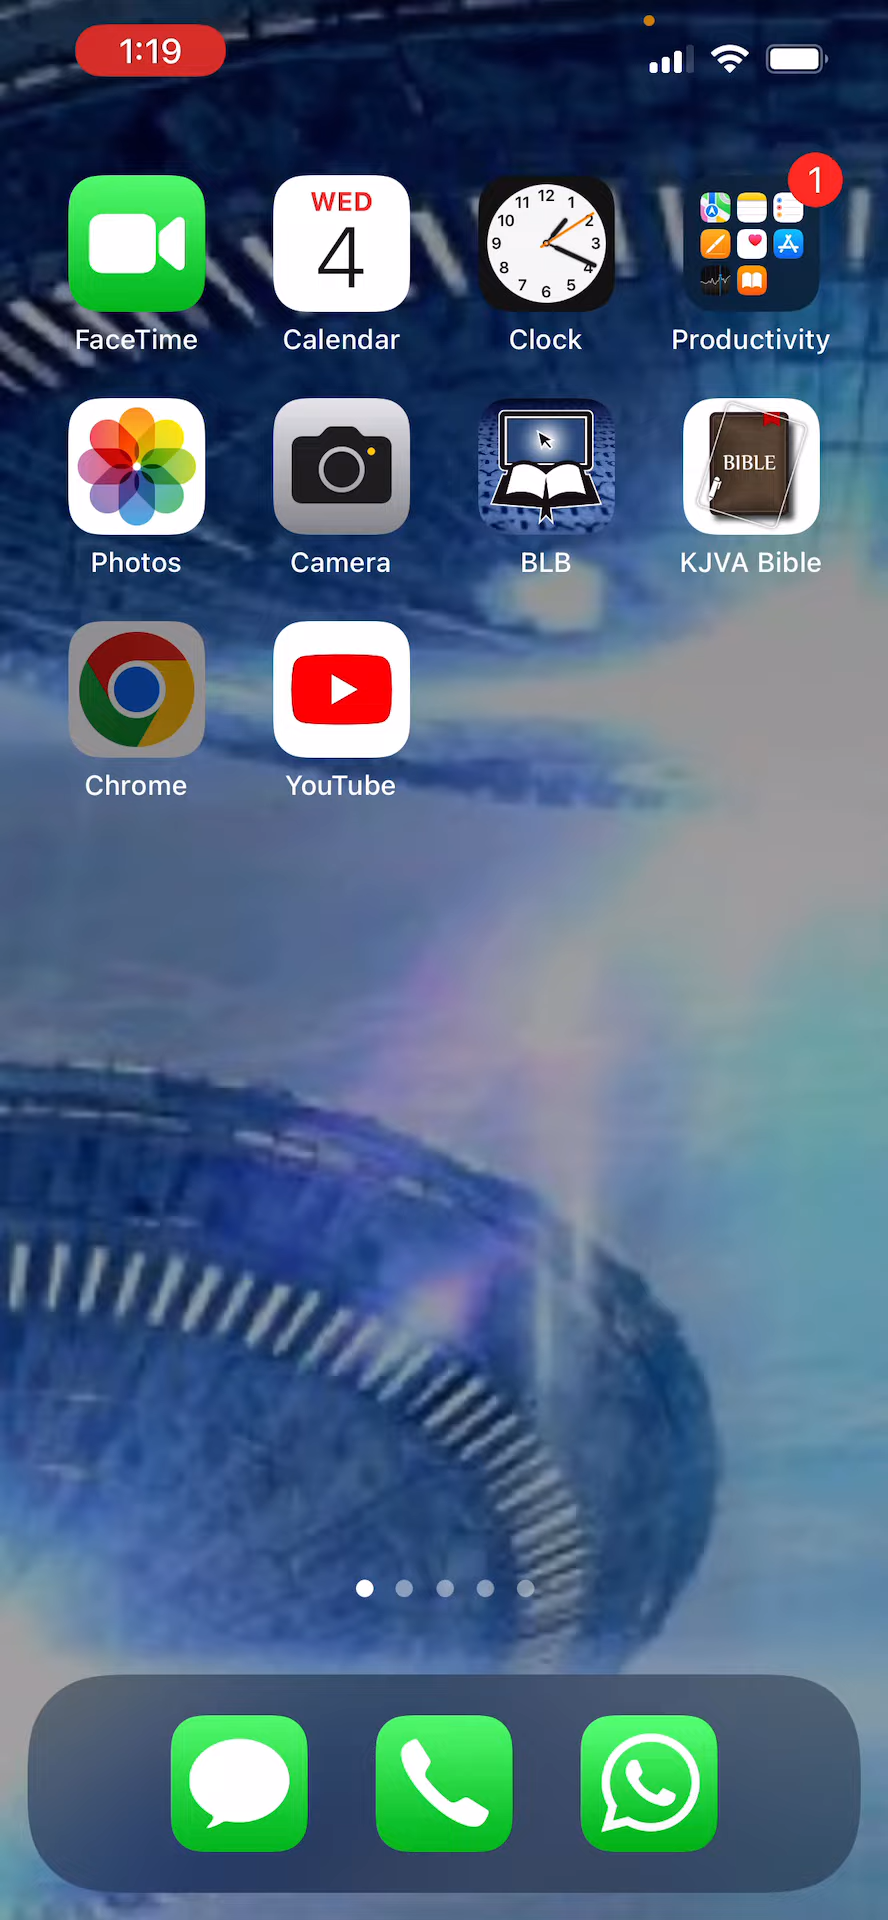 1:19
1
WED
4
12
11 1
10 2
9 3
8 4
7 5
6
FaceTime Calendar Clock Productivity
BIBLE
Photos Camera BLB KJVA Bible
Chrome YouTube